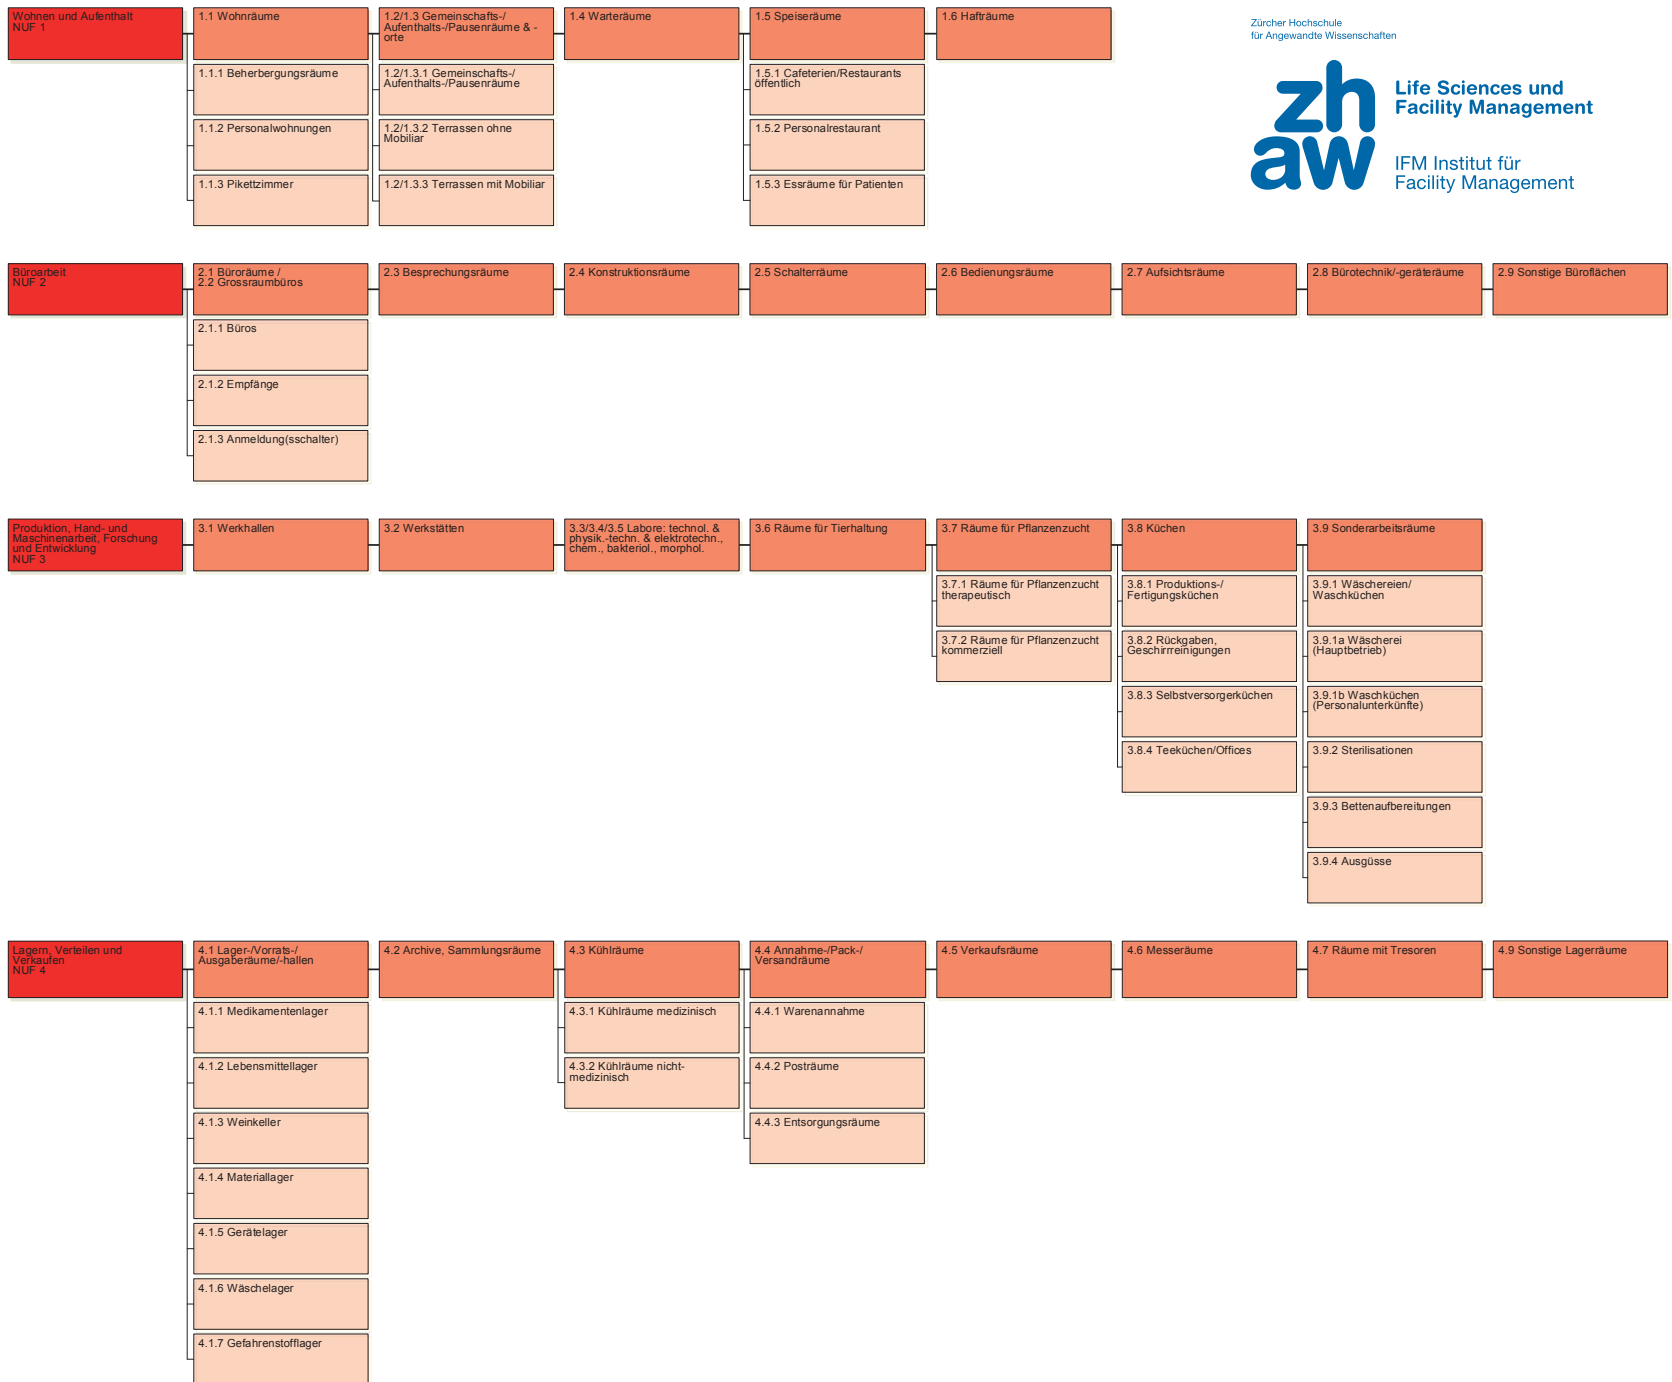 Wohnen und Aufenthalt
NUF 1
1.1 Wohnräume
1.2/1.3 Gemeinschafts-/
Aufenthalts-/Pausenräume & -
orte
1.4 Warteräume
1.5 Speiseräume
1.6 Hafträume
1.1.1 Beherbergungsräume
1.2/1.3.1 Gemeinschafts-/
Aufenthalts-/Pausenräume
1.5.1 Cafeterien/Restaurants
öffentlich
1.1.2 Personalwohnungen
1.2/1.3.2 Terrassen ohne
Mobiliar
1.5.2 Personalrestaurant
1.1.3 Pikettzimmer
1.2/1.3.3 Terrassen mit Mobiliar
1.5.3 Essräume für Patienten
Zürcher Hochschule
für Angewandte Wissenschaften
zh
aw
Life Sciences und
Facility Management
IFM Institut für
Facility Management
Büroarbeit
NUF 2
2.1 Büroräume /
2.2 Grossraumbüros
2.3 Besprechungsräume
2.4 Konstruktionsräume
2.5 Schalterräume
2.6 Bedienungsräume
2.7 Aufsichtsräume
2.8 Bürotechnik/-geräteräume
2.9 Sonstige Büroflächen
2.1.1 Büros
2.1.2 Empfänge
2.1.3 Anmeldung(sschalter)
Produktion, Hand- und
Maschinenarbeit, Forschung
und Entwicklung
NUF 3
3.1 Werkhallen
3.2 Werkstätten
3.3/3.4/3.5 Labore: technol. &
physik.-techn. & elektrotechn.,
chem., bakteriol., morphol.
3.6 Räume für Tierhaltung
3.7 Räume für Pflanzenzucht
3.8 Küchen
3.9 Sonderarbeitsräume
3.7.1 Räume für Pflanzenzucht
therapeutisch
3.8.1 Produktions-/
Fertigungsküchen
3.9.1 Wäschereien/
Waschküchen
3.7.2 Räume für Pflanzenzucht
kommerziell
3.8.2 Rückgaben,
Geschirrreinigungen
3.9.1a Wäscherei
(Hauptbetrieb)
3.8.3 Selbstversorgerküchen
3.9.1b Waschküchen
(Personalunterkünfte)
3.8.4 Teeküchen/Offices
3.9.2 Sterilisationen
3.9.3 Bettenaufbereitungen
3.9.4 Ausgüsse
Lagern, Verteilen und
Verkaufen
NUF 4
4.1 Lager-/Vorrats-/
Ausgaberäume/-hallen
4.2 Archive, Sammlungsräume
4.3 Kühlräume
4.4 Annahme-/Pack-/
Versandräume
4.5 Verkaufsräume
4.6 Messeräume
4.7 Räume mit Tresoren
4.9 Sonstige Lagerräume
4.1.1 Medikamentenlager
4.3.1 Kühlräume medizinisch
4.4.1 Warenannahme
4.1.2 Lebensmittellager
4.3.2 Kühlräume nicht-
medizinisch
4.4.2 Posträume
4.1.3 Weinkeller
4.4.3 Entsorgungsräume
4.1.4 Materiallager
4.1.5 Gerätelager
4.1.6 Wäschelager
4.1.7 Gefahrenstofflager